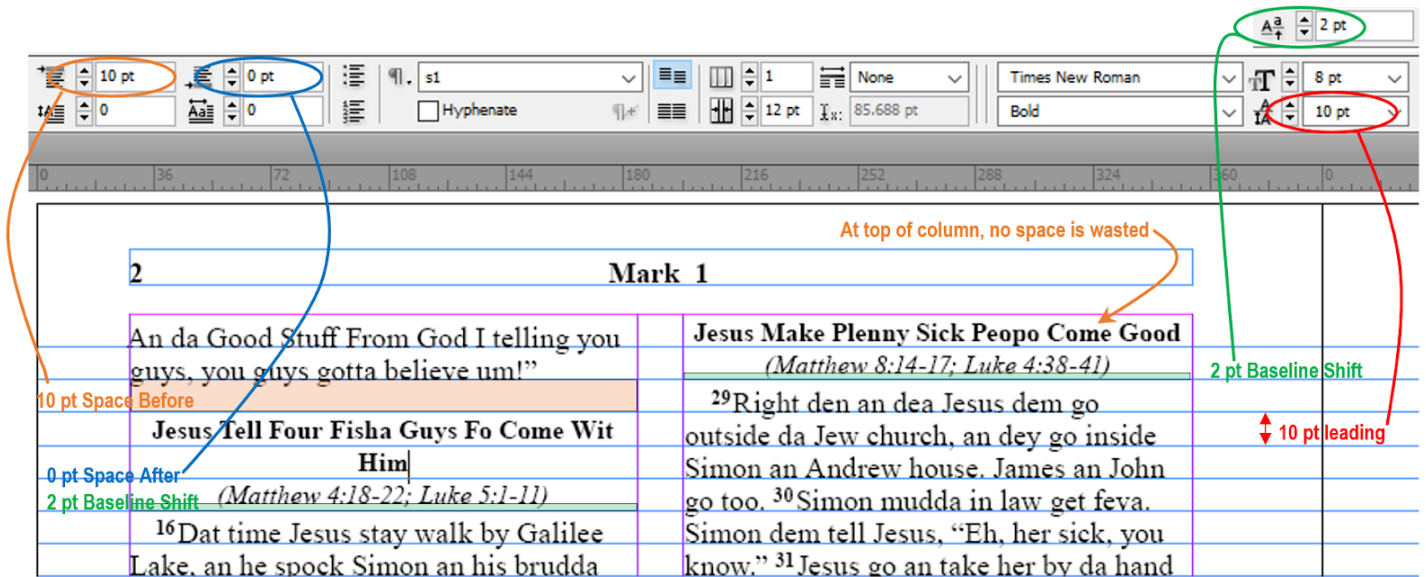 2 pt
10 pt 0 pt s1 1 None Times New Roman 8 pt
0 0 Hyphenate 12 pt 85.688 pt Bold 10 pt
0 36 72 108 144 180 216 252 288 324 360 0
At top of column, no space is wasted
2 Mark 1
An da Good Stuff From God I telling you
guys, you guys gotta believe um!”
10 pt Space Before
Jesus Tell Four Fisha Guys Fo Come Wit
Him
0 pt Space After
2 pt Baseline Shift
(Matthew 4:18-22; Luke 5:1-11)
16Dat time Jesus stay walk by Galilee
Lake, an he spock Simon an his brudda
Jesus Make Plenny Sick Peopo Come Good
(Matthew 8:14-17; Luke 4:38-41)
29Right den an dea Jesus dem go
outside da Jew church, an dey go inside
Simon an Andrew house. James an John
go too. 30Simon mudda in law get feva.
Simon dem tell Jesus, “Eh, her sick, you
know.” 31Jesus go an take her by da hand
2 pt Baseline Shift
10 pt leading